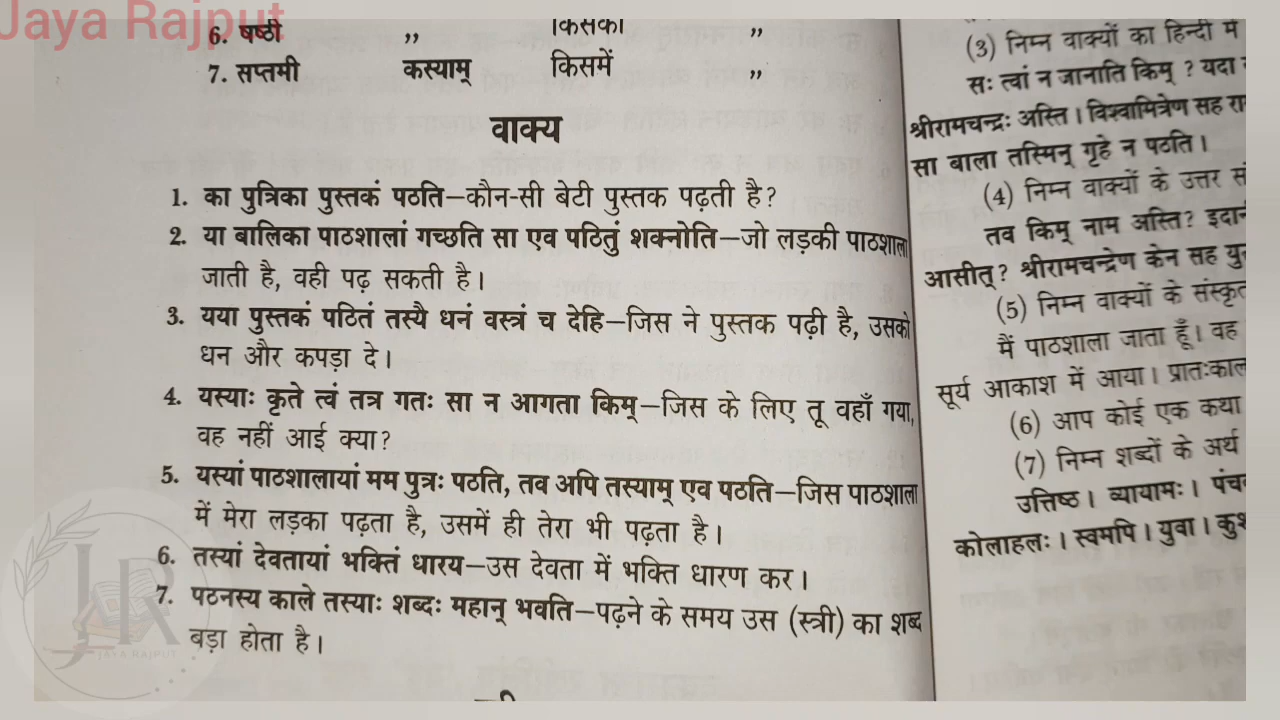 Jaya Rajput
6. षष्ठी " किसका "
7. सप्तमी कस्याम् किसमें "
वाक्य
1. का पुत्रिका पुस्तकं पठति—कौन-सी बेटी पुस्तक पढ़ती है?
2. या बालिका पाठशालां गच्छति सा एव पठितुं शक्नोति—जो लड़की पाठशाला
जाती है, वही पढ़ सकती है।
3. यया पुस्तकं पठितं तस्यै धनं वस्त्रं च देहि—जिस ने पुस्तक पढ़ी है, उसको
धन और कपड़ा दे।
4. यस्याः कृते त्वं तत्र गतः सा न आगता किम्—जिस के लिए तू वहाँ गया,
वह नहीं आई क्या?
5. यस्यां पाठशालायां मम पुत्रः पठति, तव अपि तस्याम् एव पठति—जिस पाठशाला
में मेरा लड़का पढ़ता है, उसमें ही तेरा भी पढ़ता है।
6. तस्यां देवतायां भक्तिं धारय—उस देवता में भक्ति धारण कर।
7. पठनस्य काले तस्याः शब्दः महान् भवति—पढ़ने के समय उस (स्त्री) का शब्द
बड़ा होता है।
(3) निम्न वाक्यों का हिन्दी में
सः त्वां न जानाति किम् ? यदा
श्रीरामचन्द्रः अस्ति। विश्वामित्रेण सह
सा बाला तस्मिन् गृहे न पठति।
(4) निम्न वाक्यों के उत्तर
तव किम् नाम अस्ति?
आसीत्? श्रीरामचन्द्रेण केन सह
(5) निम्न वाक्यों के
मैं पाठशाला जाता हूँ। वह
सूर्य आकाश में आया।
(6) आप कोई एक कथा
(7) निम्न शब्दों के अर्थ
उत्तिष्ठ। व्यायामः।
कोलाहलः। स्वमपि। युवा।
JR
JAYA RAJPUT